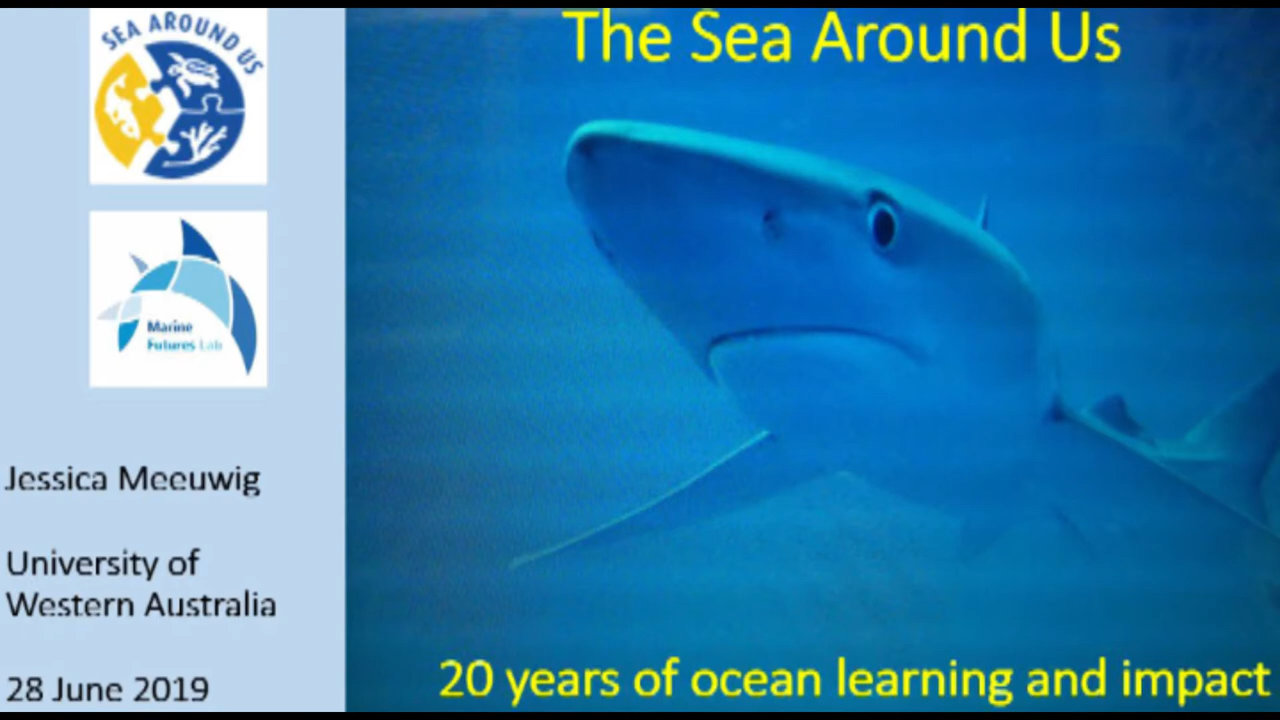 SEA AROUND US
Marine
Futures Lab
Jessica Meeuwig
University of
Western Australia
28 June 2019
The Sea Around Us
20 years of ocean learning and impact